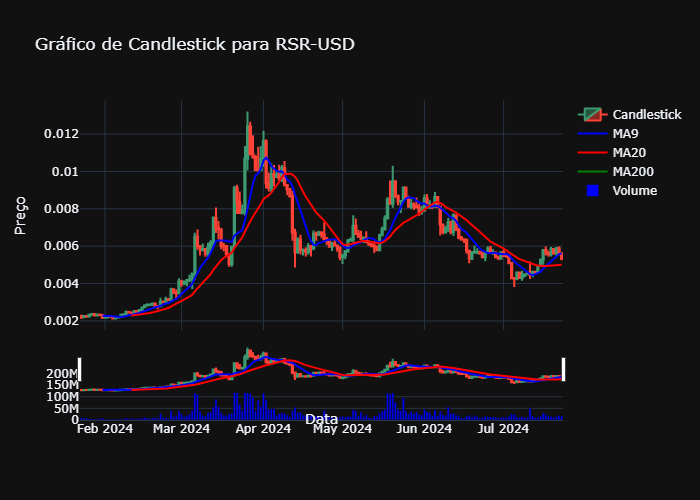 Gráfico de Candlestick para RSR-USD
Candlestick
MA9
MA20
MA200
Volume
Preço
0.012
0.01
0.008
0.006
0.004
0.002
200M
150M
100M
50M
0
Feb 2024 Mar 2024 Apr 2024 May 2024 Jun 2024 Jul 2024
Data